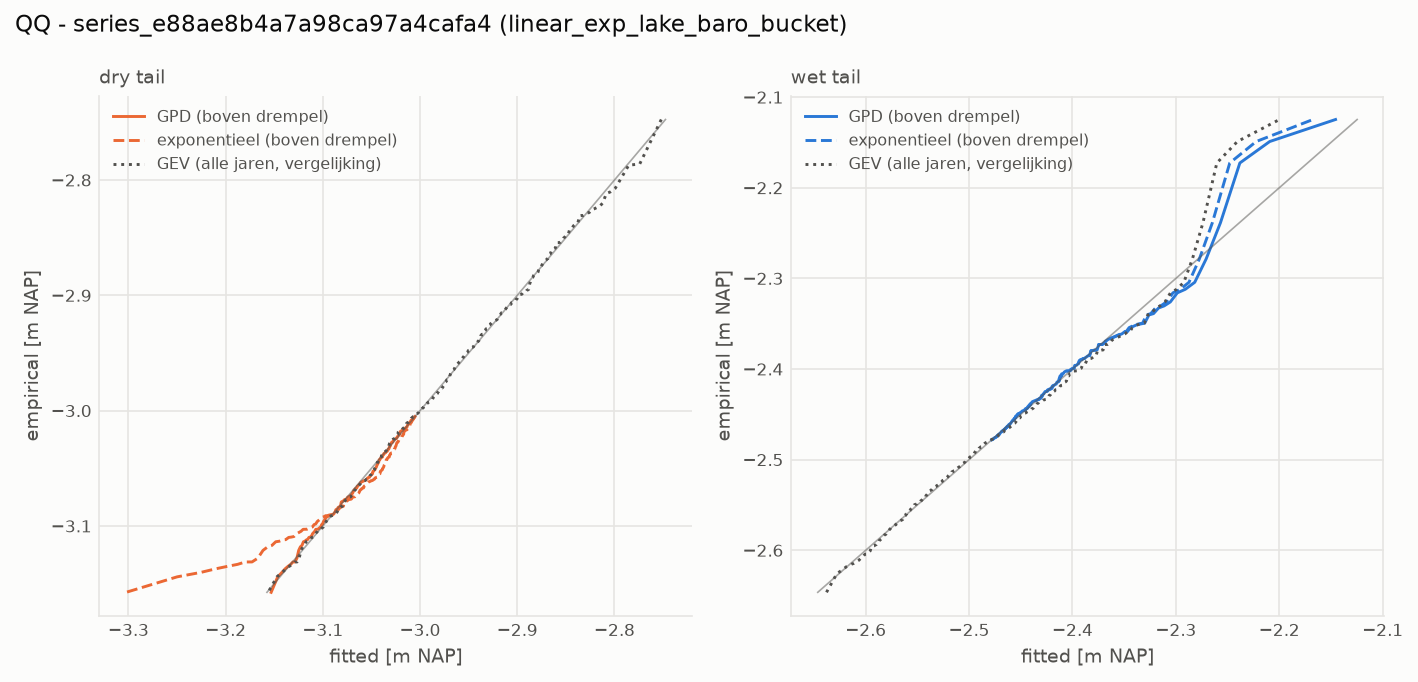 QQ - series_e88ae8b4a7a98ca97a4cafa4 (linear_exp_lake_baro_bucket)
dry tail
GPD (boven drempel)
exponentieel (boven drempel)
GEV (alle jaren, vergelijking)
−2.8
−2.9
−3.0
−3.1
empirical [m NAP]
−3.3
−3.2
−3.1
−3.0
−2.9
−2.8
fitted [m NAP]
wet tail
GPD (boven drempel)
exponentieel (boven drempel)
GEV (alle jaren, vergelijking)
−2.1
−2.2
−2.3
−2.4
−2.5
−2.6
empirical [m NAP]
−2.6
−2.5
−2.4
−2.3
−2.2
−2.1
fitted [m NAP]